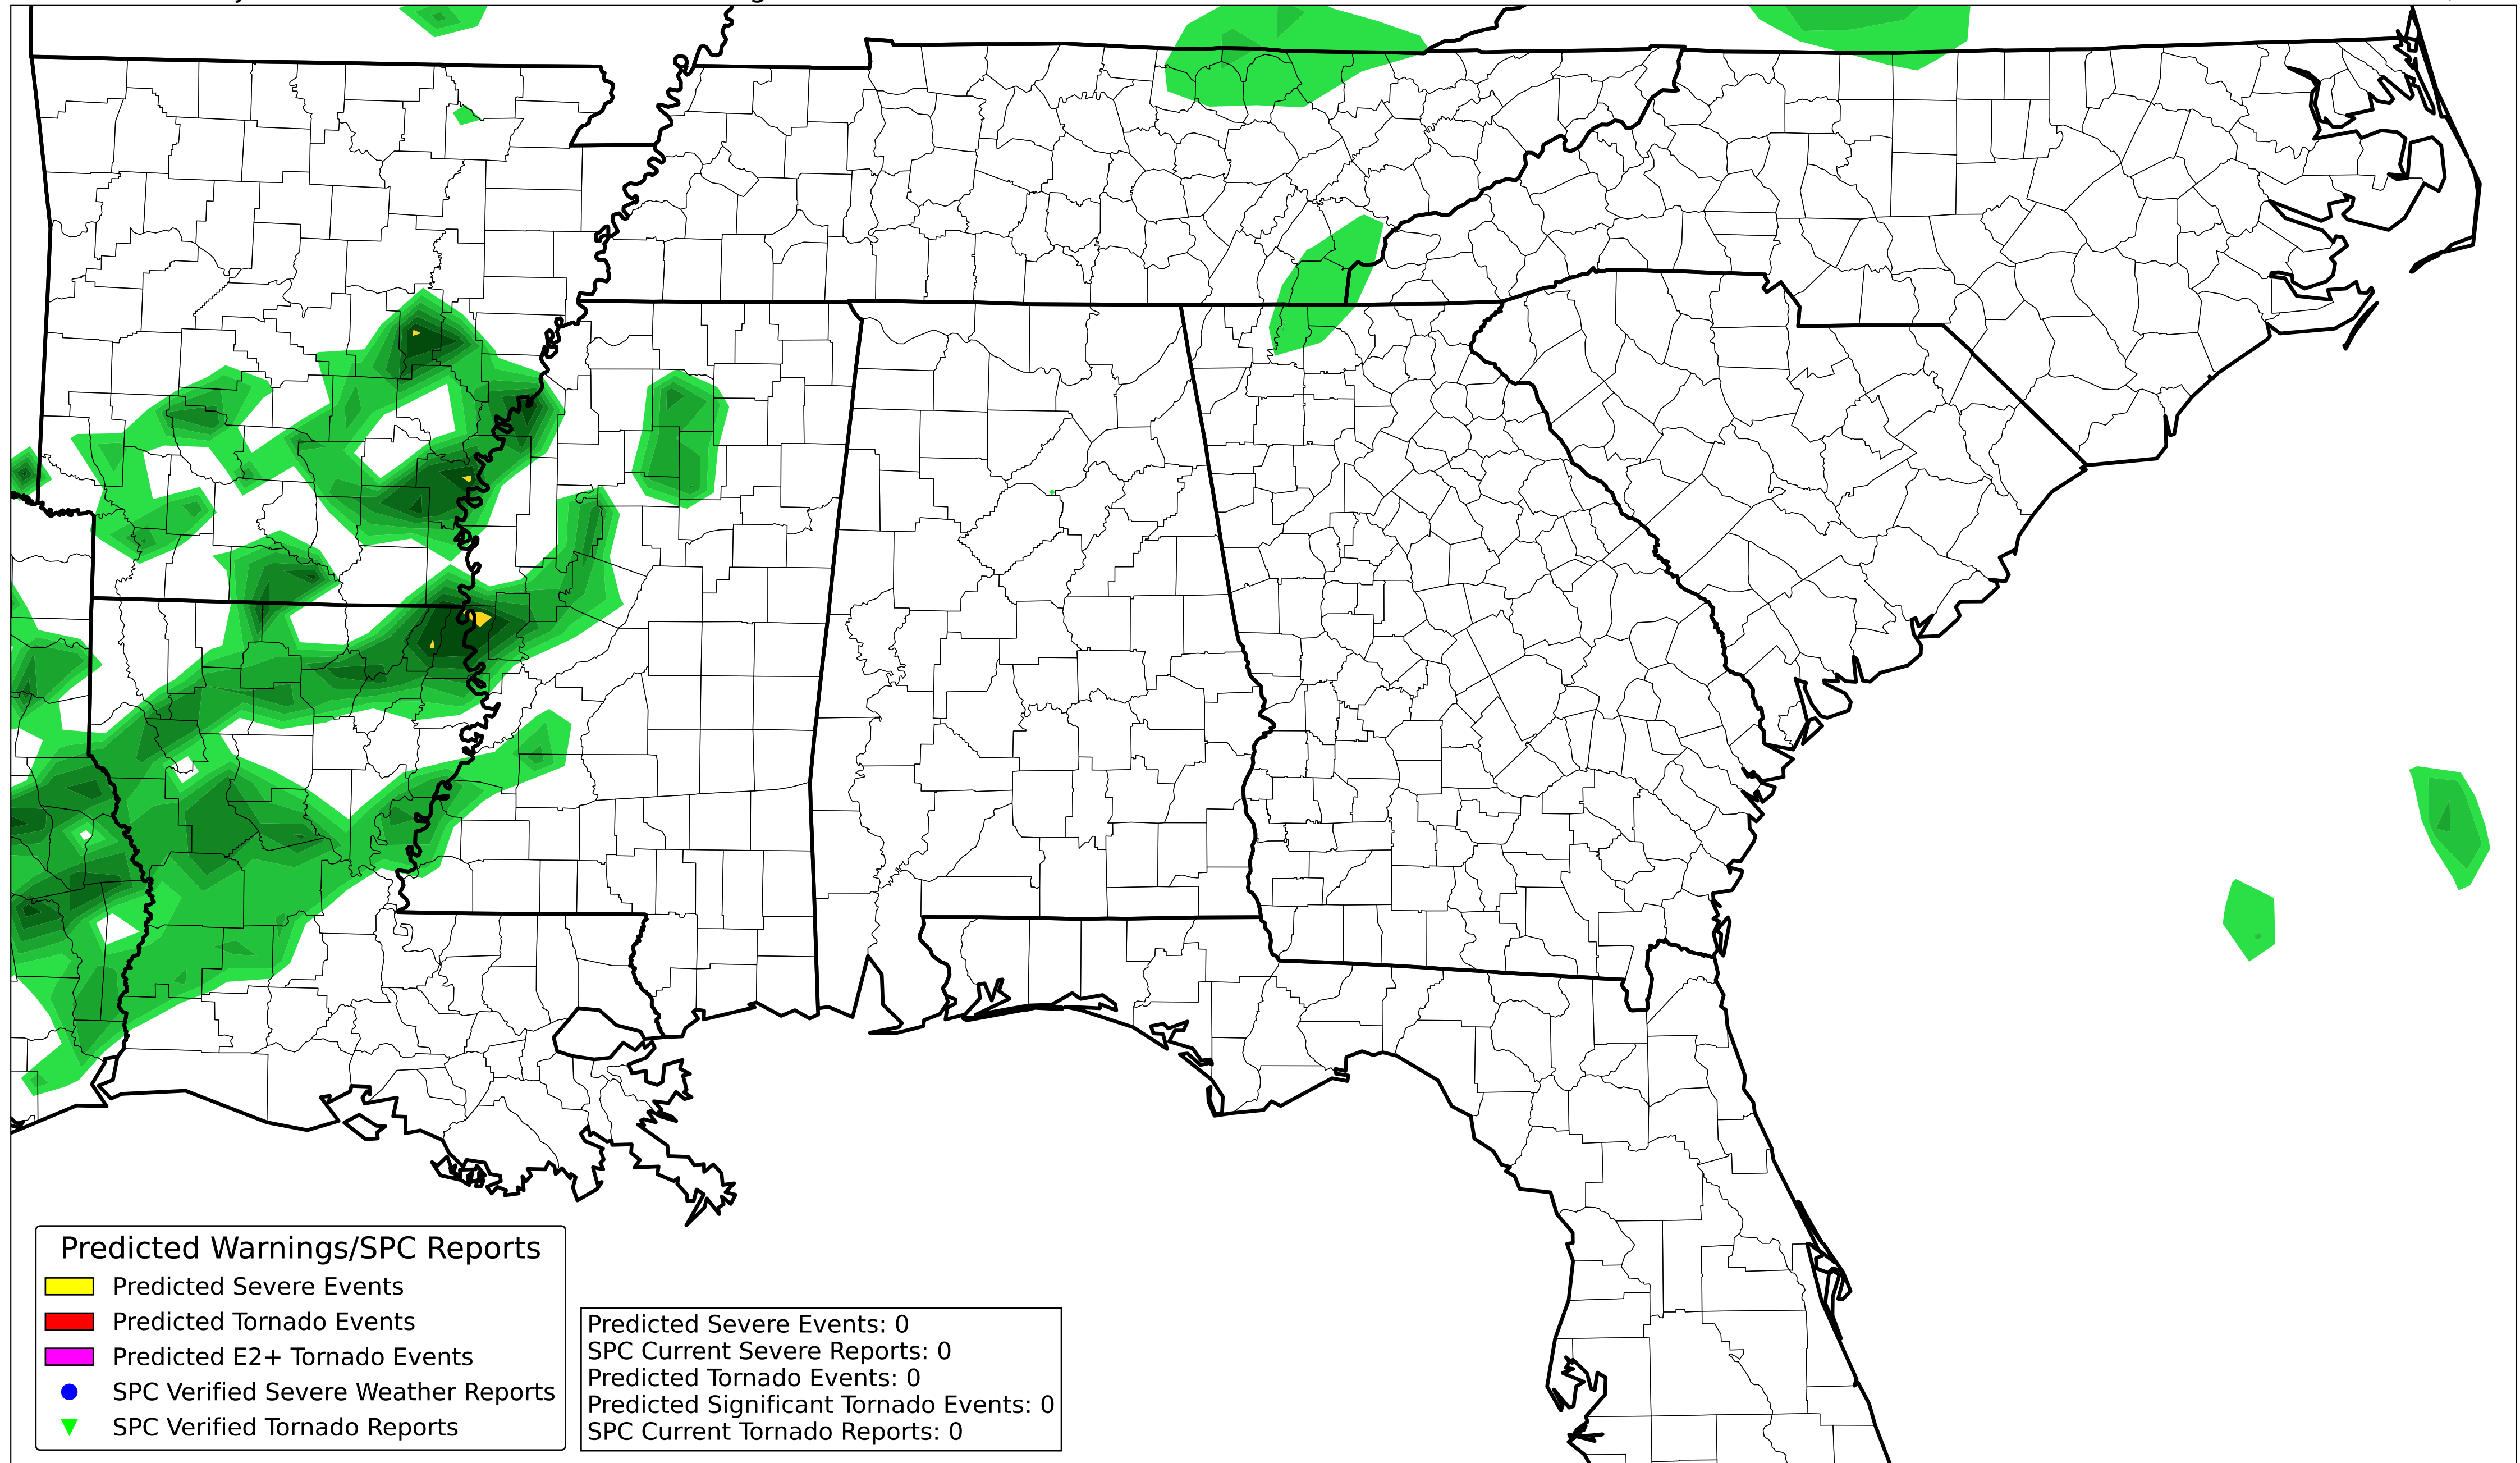 Predicted Warnings/SPC Reports
Predicted Severe Events
Predicted Tornado Events
Predicted E2+ Tornado Events
SPC Verified Severe Weather Reports
SPC Verified Tornado Reports
Predicted Severe Events: 0
SPC Current Severe Reports: 0
Predicted Tornado Events: 0
Predicted Significant Tornado Events: 0
SPC Current Tornado Reports: 0